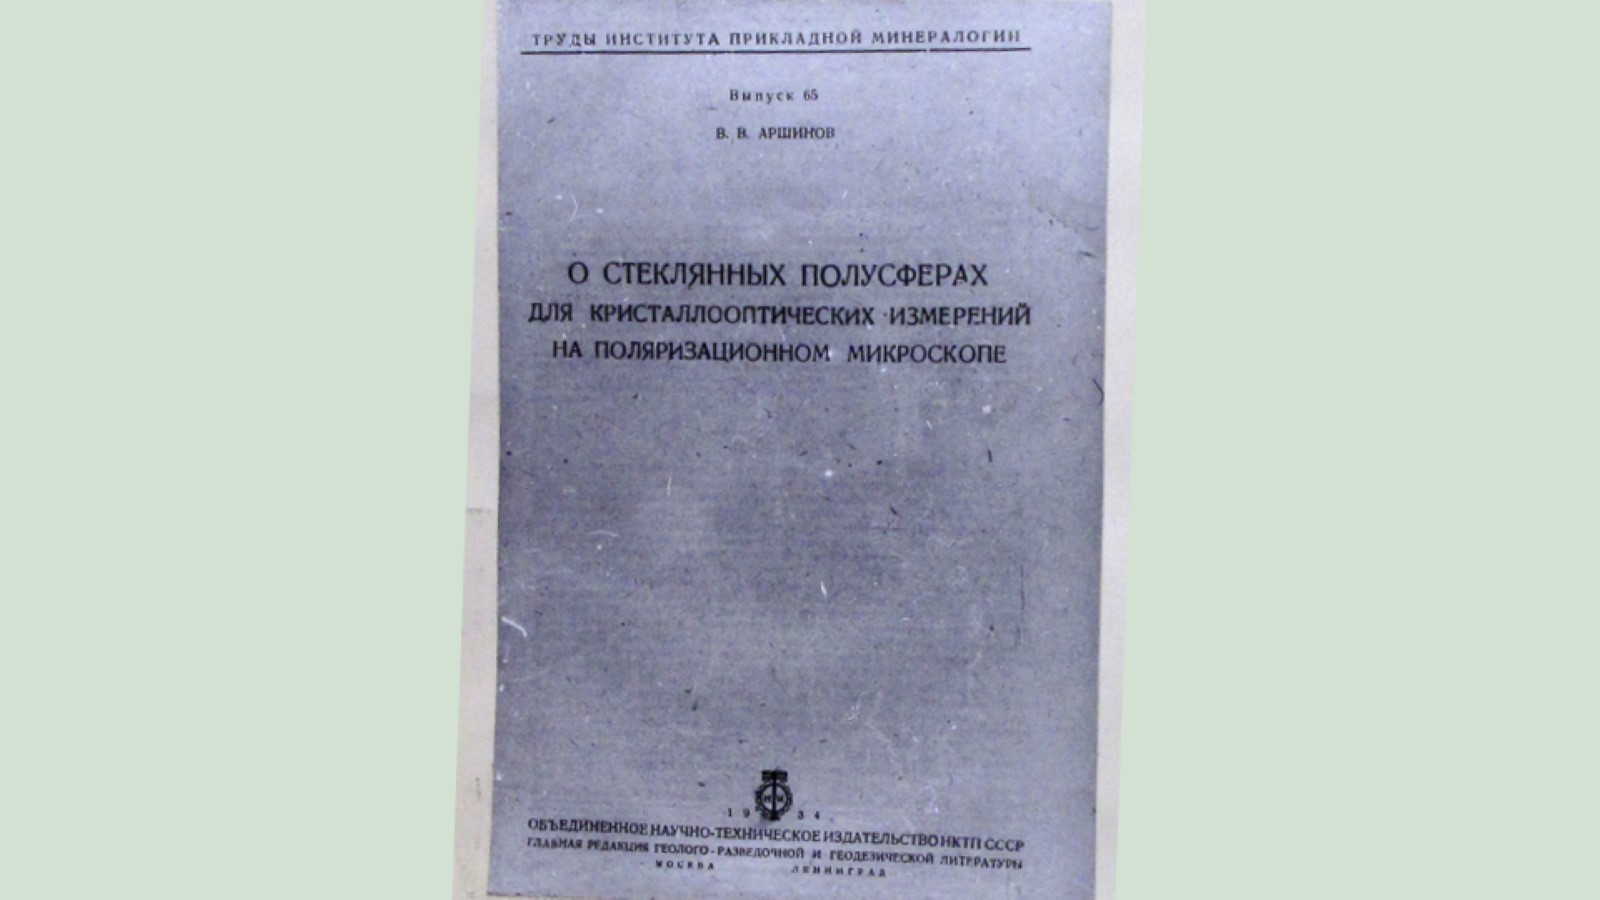 ТРУДЫ ИНСТИТУТА ПРИКЛАДНОЙ МИНЕРАЛОГИИ
Выпуск 65
В. В. АРШИНОВ
О СТЕКЛЯННЫХ ПОЛУСФЕРАХ
ДЛЯ КРИСТАЛЛООПТИЧЕСКИХ ИЗМЕРЕНИЙ
НА ПОЛЯРИЗАЦИОННОМ МИКРОСКОПЕ
1934
ОБЪЕДИНЕННОЕ НАУЧНО-ТЕХНИЧЕСКОЕ ИЗДАТЕЛЬСТВО НКТП СССР
ГЛАВНАЯ РЕДАКЦИЯ ГЕОЛОГО-РАЗВЕДОЧНОЙ И ГЕОДЕЗИЧЕСКОЙ ЛИТЕРАТУРЫ
МОСКВА ЛЕНИНГРАД